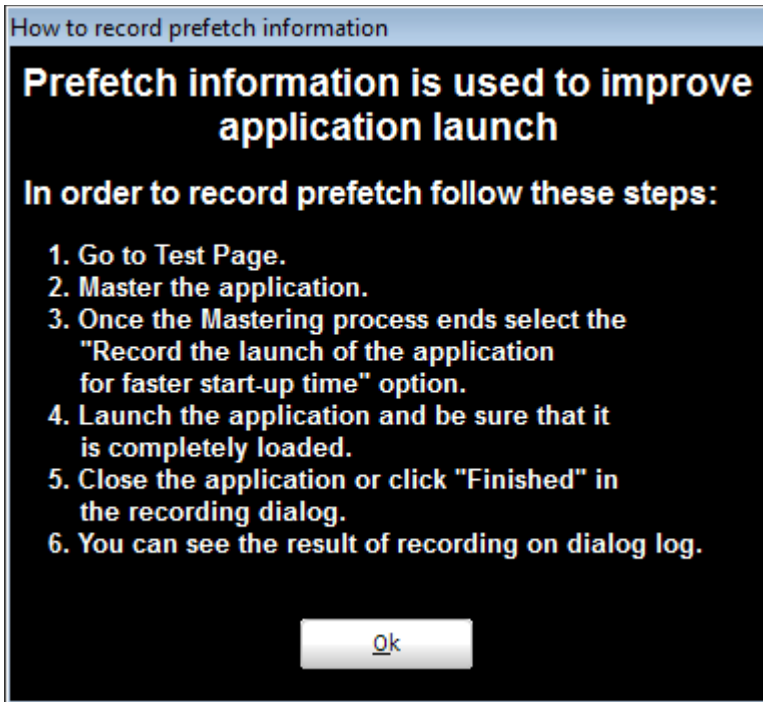 How to record prefetch information
Prefetch information is used to improve
application launch
In order to record prefetch follow these steps:
1. Go to Test Page.
2. Master the application.
3. Once the Mastering process ends select the
"Record the launch of the application
for faster start-up time" option.
4. Launch the application and be sure that it
is completely loaded.
5. Close the application or click "Finished" in
the recording dialog.
6. You can see the result of recording on dialog log.
Ok